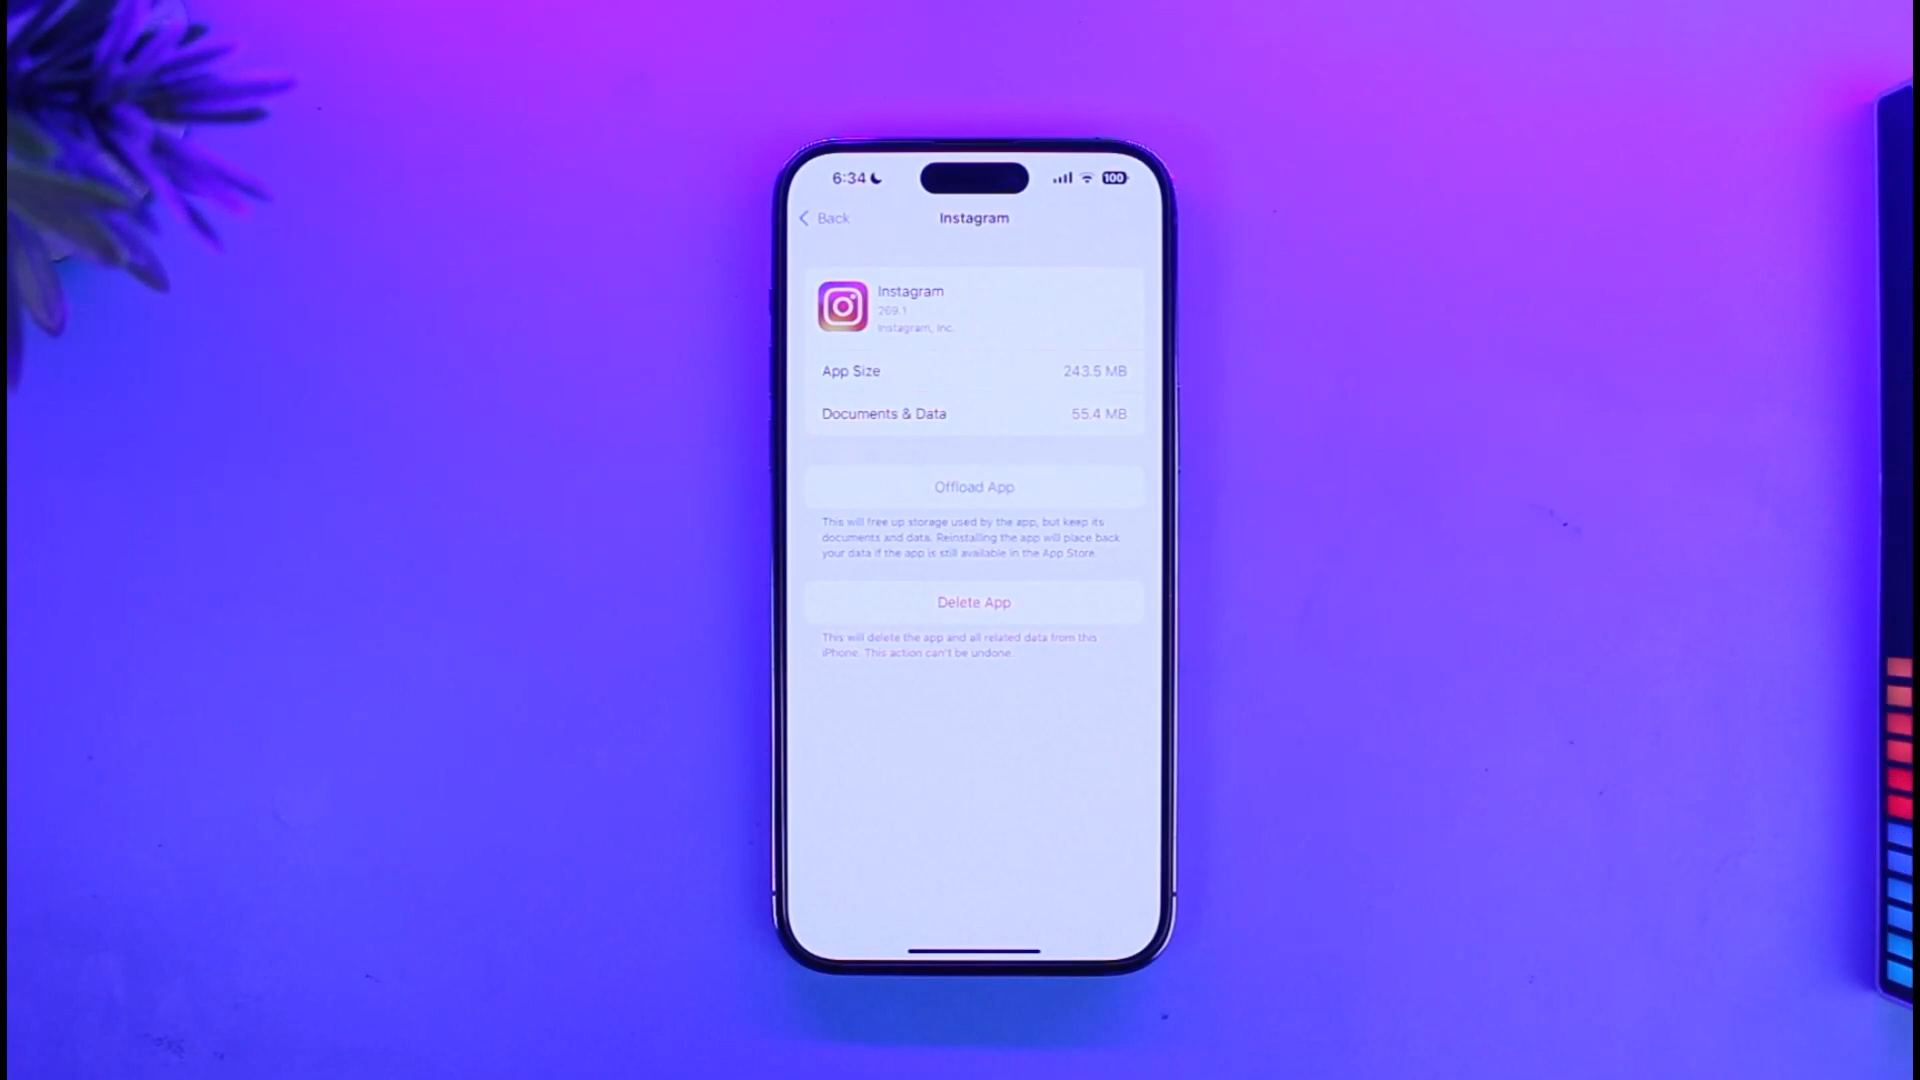 6:34
100
Back
Instagram
Instagram
269.1
Instagram, Inc.
App Size 243.5 MB
Documents & Data 55.4 MB
Offload App
This will free up storage used by the app, but keep its
documents and data. Reinstalling the app will place back
your data if the app is still available in the App Store.
Delete App
This will delete the app and all related data from this
iPhone. This action can't be undone.